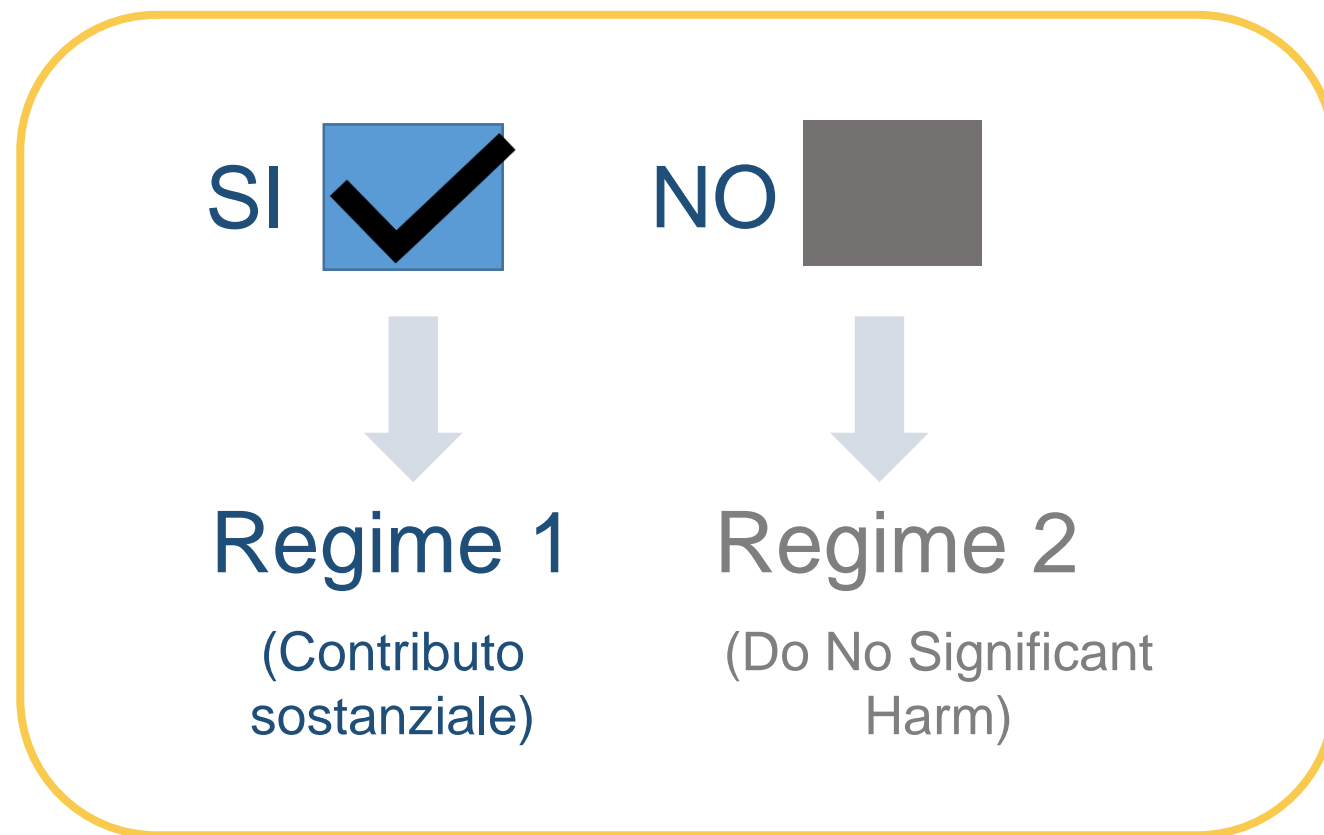 SI NO
Regime 1 Regime 2
(Contributo
sostanziale)
(Do No Significant
Harm)